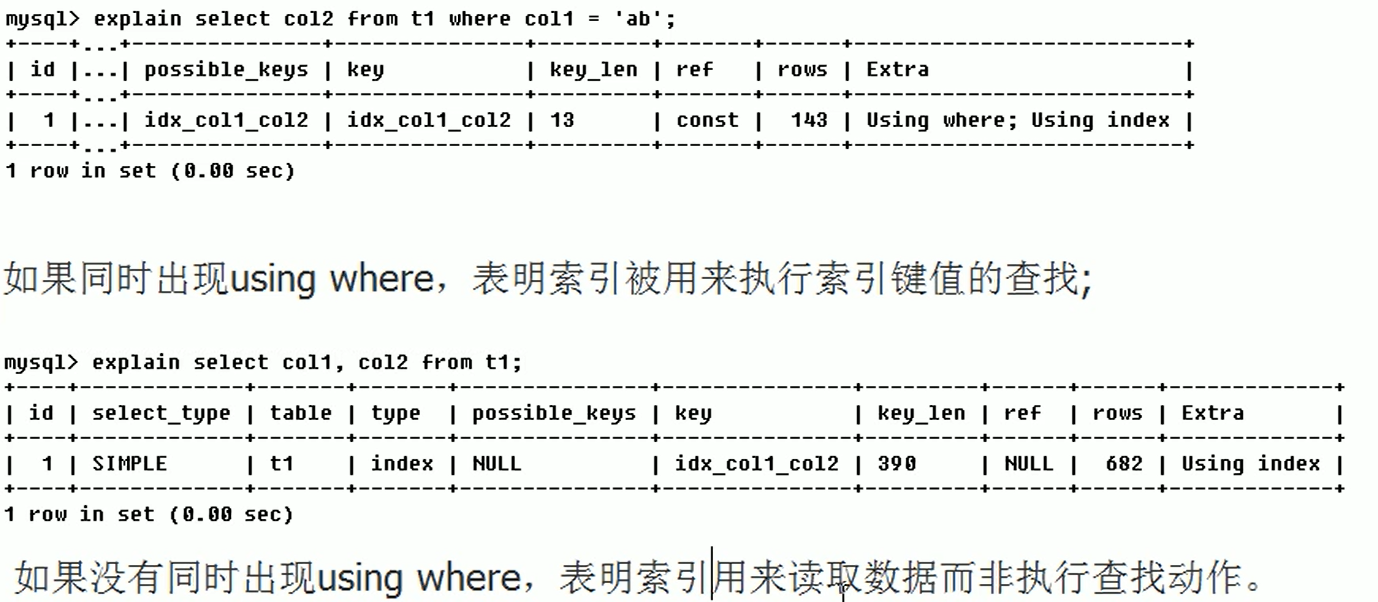 mysql> explain select col2 from t1 where col1 = 'ab';
+----+...+---------------+---------------+---------+-------+------+--------------------------+
| id |...| possible_keys | key           | key_len | ref   | rows | Extra                    |
+----+...+---------------+---------------+---------+-------+------+--------------------------+
|  1 |...| idx_col1_col2 | idx_col1_col2 | 13      | const |  143 | Using where; Using index |
+----+...+---------------+---------------+---------+-------+------+--------------------------+
1 row in set (0.00 sec)
如果同时出现using where，表明索引被用来执行索引键值的查找;
mysql> explain select col1, col2 from t1;
+----+-------------+-------+-------+---------------+---------------+---------+------+------+-------------+
| id | select_type | table | type  | possible_keys | key           | key_len | ref  | rows | Extra       |
+----+-------------+-------+-------+---------------+---------------+---------+------+------+-------------+
|  1 | SIMPLE      | t1    | index | NULL          | idx_col1_col2 | 390     | NULL |  682 | Using index |
+----+-------------+-------+-------+---------------+---------------+---------+------+------+-------------+
1 row in set (0.00 sec)
如果没有同时出现using where，表明索引用来读取数据而非执行查找动作。